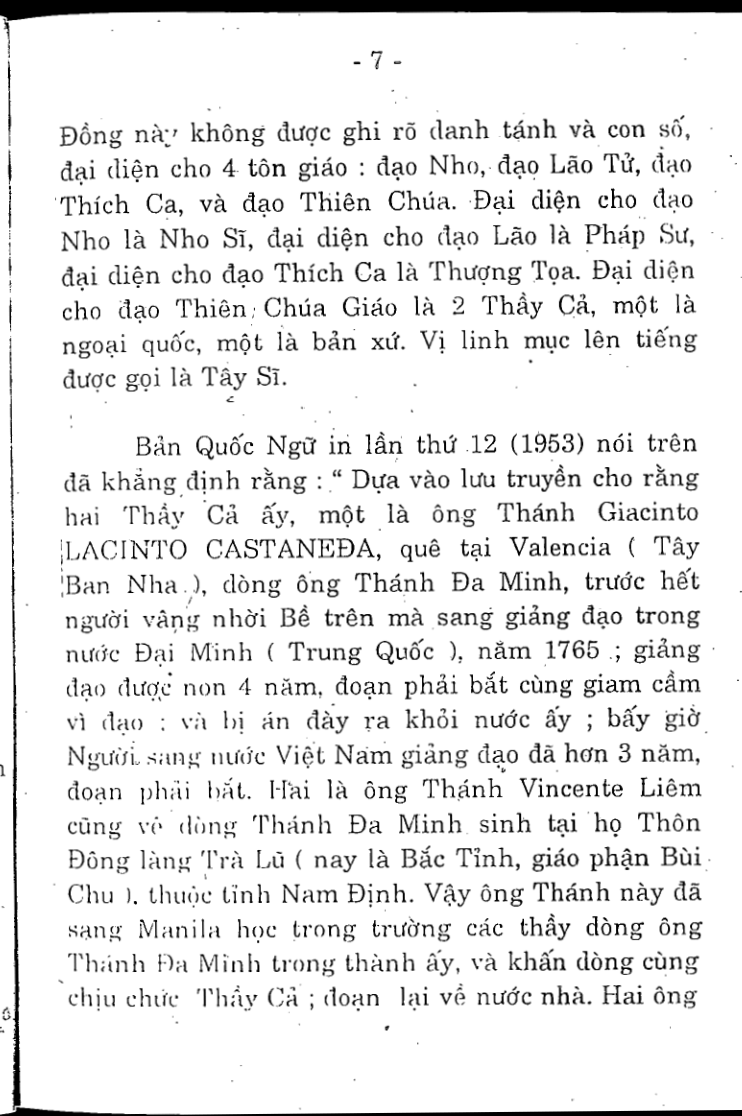 - 7 -
Đồng này không được ghi rõ danh tánh và con số,
đại diện cho 4 tôn giáo : đạo Nho, đạo Lão Tử, đạo
Thích Ca, và đạo Thiên Chúa. Đại diện cho đạo
Nho là Nho Sĩ, đại diện cho đạo Lão là Pháp Sư,
đại diện cho đạo Thích Ca là Thượng Tọa. Đại diện
cho đạo Thiên Chúa Giáo là 2 Thầy Cả, một là
ngoại quốc, một là bản xứ. Vị linh mục lên tiếng
được gọi là Tây Sĩ.
Bản Quốc Ngữ in lần thứ 12 (1953) nói trên
đã khẳng định rằng : “ Dựa vào lưu truyền cho rằng
hai Thầy Cả ấy, một là ông Thánh Giacinto
LACINTO CASTANEĐA, quê tại Valencia ( Tây
Ban Nha ), dòng ông Thánh Đa Minh, trước hết
người vâng nhời Bề trên mà sang giảng đạo trong
nước Đại Minh ( Trung Quốc ), năm 1765 ; giảng
đạo được non 4 năm, đoạn phải bắt cùng giam cầm
vì đạo ; và bị án đày ra khỏi nước ấy ; bấy giờ
Người sang nước Việt Nam giảng đạo đã hơn 3 năm,
đoạn phải bắt. Hai là ông Thánh Vincente Liêm
cũng về dòng Thánh Đa Minh sinh tại họ Thôn
Đông làng Trà Lũ ( nay là Bắc Tỉnh, giáo phận Bùi
Chu ), thuộc tỉnh Nam Định. Vậy ông Thánh này đã
sang Manila học trong trường các thầy dòng ông
Thánh Đa Minh trong thành ấy, và khấn dòng cùng
chịu chức Thầy Cả ; đoạn lại về nước nhà. Hai ông